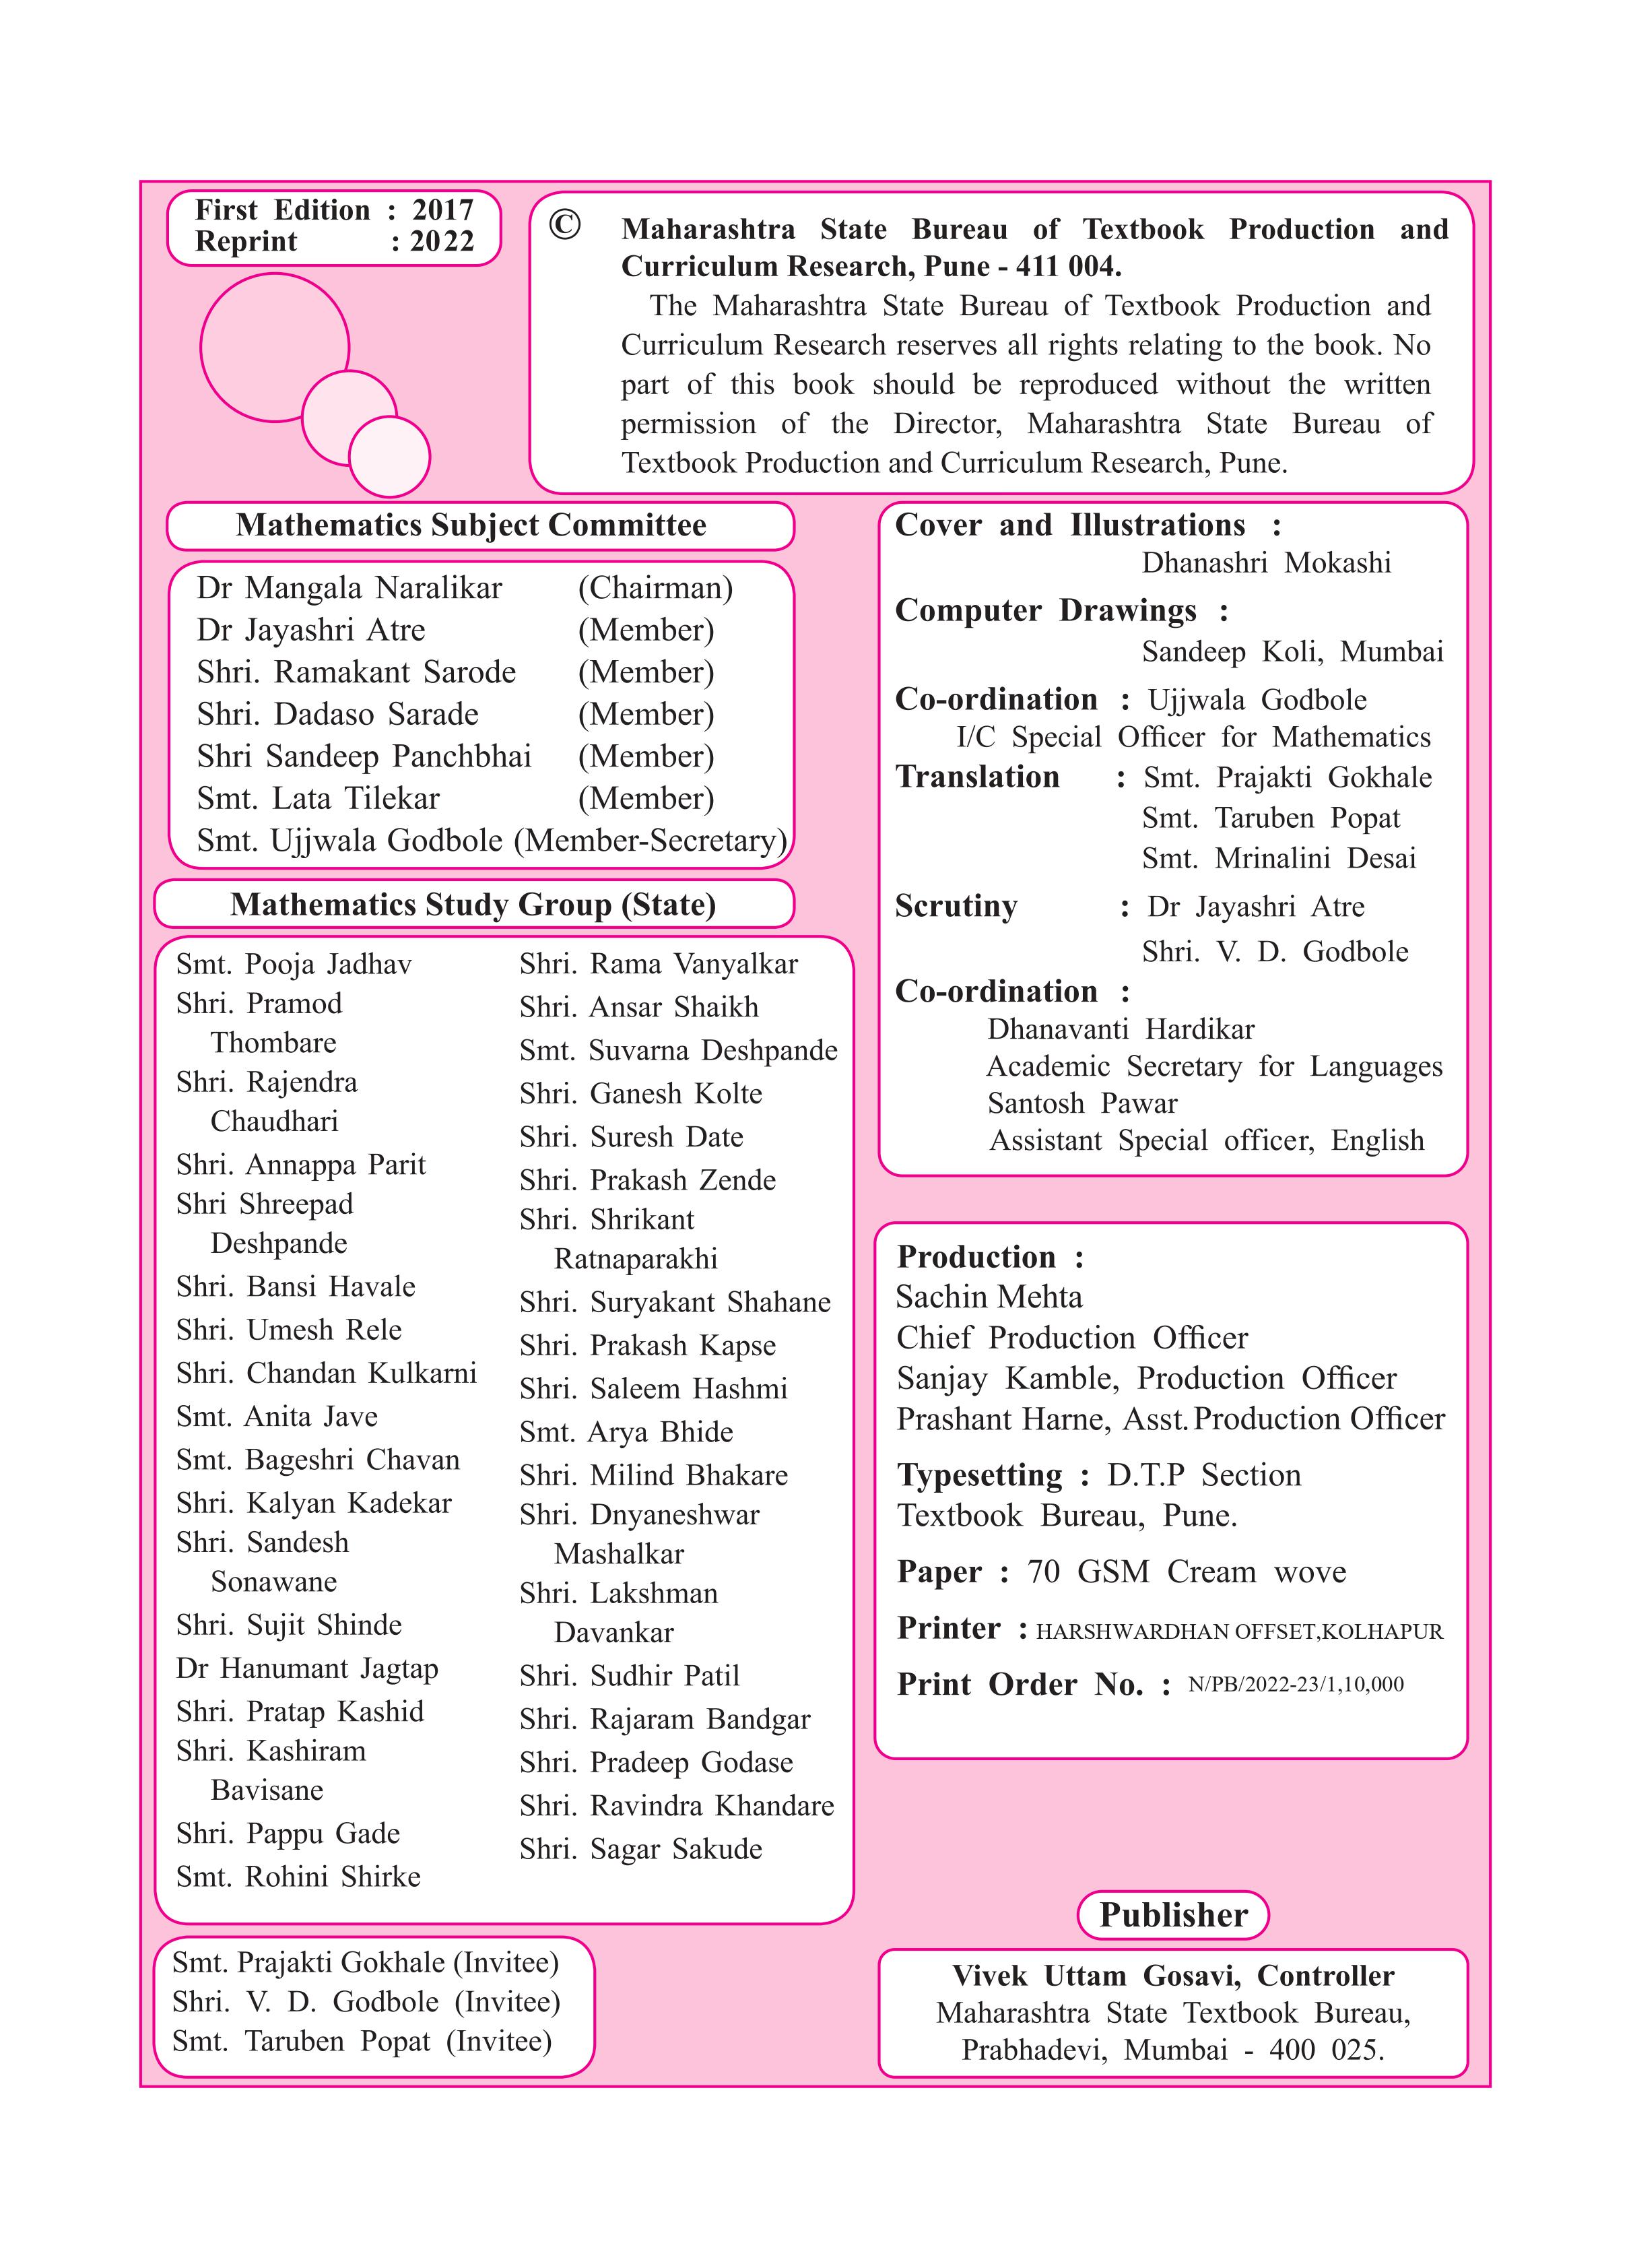 First Edition : 2017
Reprint : 2022
©
Maharashtra State Bureau of Textbook Production and
Curriculum Research, Pune - 411 004.
The Maharashtra State Bureau of Textbook Production and
Curriculum Research reserves all rights relating to the book. No
part of this book should be reproduced without the written
permission of the Director, Maharashtra State Bureau of
Textbook Production and Curriculum Research, Pune.
Mathematics Subject Committee
Dr Mangala Naralikar (Chairman)
Dr Jayashri Atre (Member)
Shri. Ramakant Sarode (Member)
Shri. Dadaso Sarade (Member)
Shri Sandeep Panchbhai (Member)
Smt. Lata Tilekar (Member)
Smt. Ujjwala Godbole (Member-Secretary)
Mathematics Study Group (State)
Smt. Pooja Jadhav
Shri. Pramod
Thombare
Shri. Rajendra
Chaudhari
Shri. Annappa Parit
Shri Shreepad
Deshpande
Shri. Bansi Havale
Shri. Umesh Rele
Shri. Chandan Kulkarni
Smt. Anita Jave
Smt. Bageshri Chavan
Shri. Kalyan Kadekar
Shri. Sandesh
Sonawane
Shri. Sujit Shinde
Dr Hanumant Jagtap
Shri. Pratap Kashid
Shri. Kashiram
Bavisane
Shri. Pappu Gade
Smt. Rohini Shirke
Shri. Rama Vanyalkar
Shri. Ansar Shaikh
Smt. Suvarna Deshpande
Shri. Ganesh Kolte
Shri. Suresh Date
Shri. Prakash Zende
Shri. Shrikant
Ratnaparakhi
Shri. Suryakant Shahane
Shri. Prakash Kapse
Shri. Saleem Hashmi
Smt. Arya Bhide
Shri. Milind Bhakare
Shri. Dnyaneshwar
Mashalkar
Shri. Lakshman
Davankar
Shri. Sudhir Patil
Shri. Rajaram Bandgar
Shri. Pradeep Godase
Shri. Ravindra Khandare
Shri. Sagar Sakude
Smt. Prajakti Gokhale (Invitee)
Shri. V. D. Godbole (Invitee)
Smt. Taruben Popat (Invitee)
Cover and Illustrations :
Dhanashri Mokashi
Computer Drawings :
Sandeep Koli, Mumbai
Co-ordination : Ujjwala Godbole
I/C Special Officer for Mathematics
Translation : Smt. Prajakti Gokhale
Smt. Taruben Popat
Smt. Mrinalini Desai
Scrutiny : Dr Jayashri Atre
Shri. V. D. Godbole
Co-ordination :
Dhanavanti Hardikar
Academic Secretary for Languages
Santosh Pawar
Assistant Special officer, English
Production :
Sachin Mehta
Chief Production Officer
Sanjay Kamble, Production Officer
Prashant Harne, Asst. Production Officer
Typesetting : D.T.P Section
Textbook Bureau, Pune.
Paper : 70 GSM Cream wove
Printer : HARSHWARDHAN OFFSET,KOLHAPUR
Print Order No. : N/PB/2022-23/1,10,000
Publisher
Vivek Uttam Gosavi, Controller
Maharashtra State Textbook Bureau,
Prabhadevi, Mumbai - 400 025.